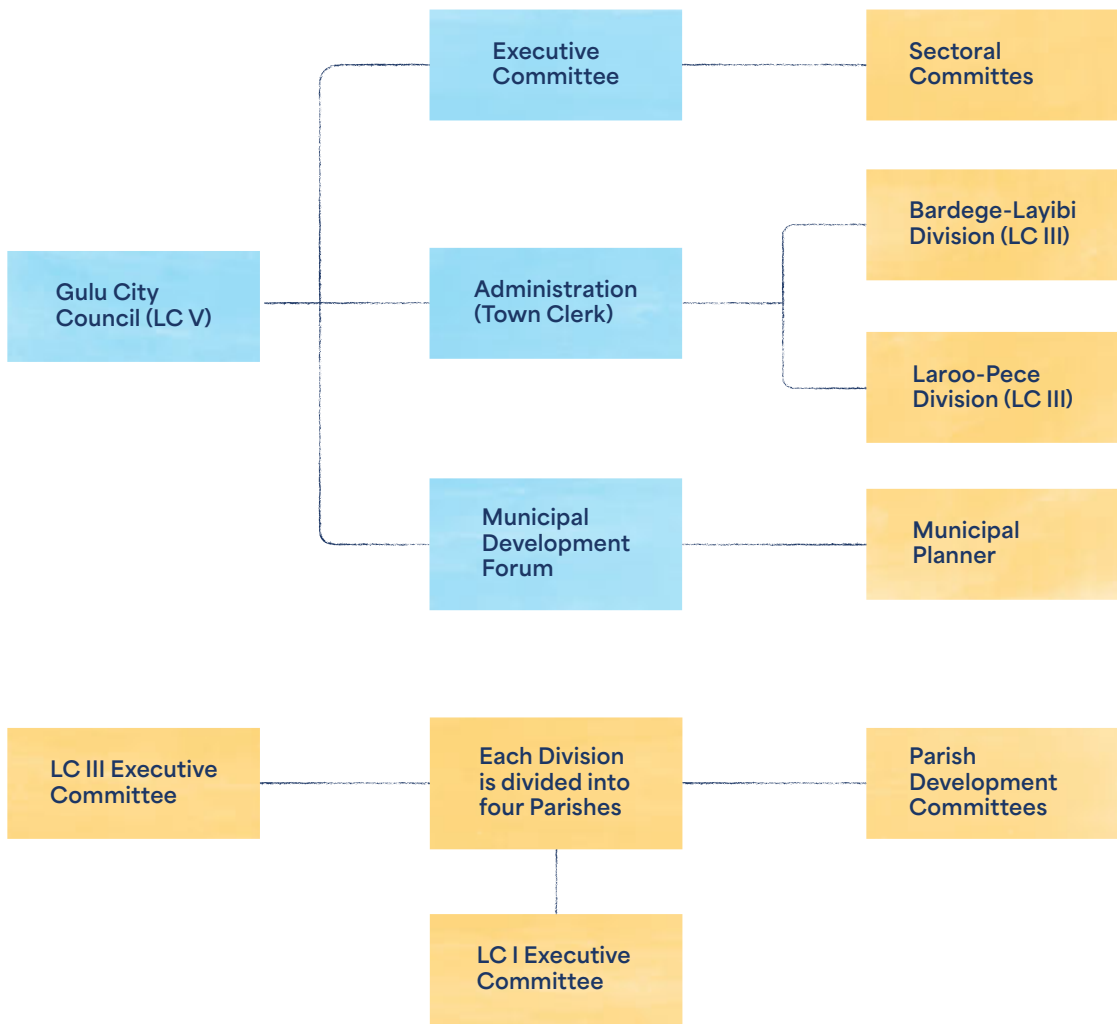 Executive
Committee
Sectoral
Committes
Bardege-Layibi
Division (LC III)
Gulu City
Council (LC V)
Administration
(Town Clerk)
Laroo-Pece
Division (LC III)
Municipal
Development
Forum
Municipal
Planner
LC III Executive
Committee
Each Division
is divided into
four Parishes
Parish
Development
Committees
LC I Executive
Committee